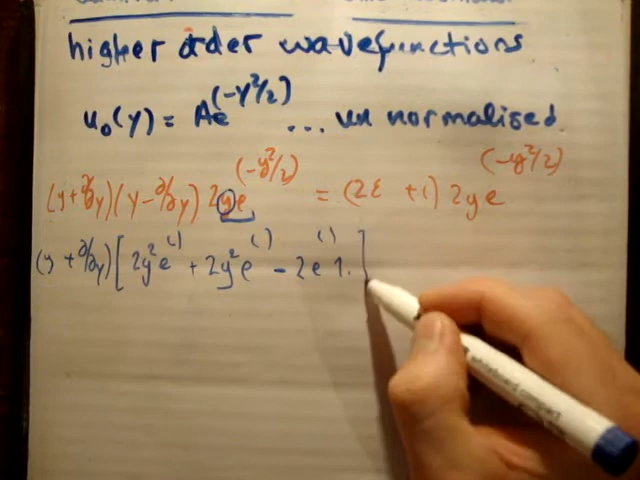 higher order wavefunctions
u₀(y) = Ae^(-y²/2) ... un normalised
(y+∂/∂y)(y-∂/∂y) 2ye^(-y²/2) = (2ε +1) 2ye^(-y²/2)
(y+∂/∂y)[2y²e^() + 2y²e^() - 2e^() 1.]